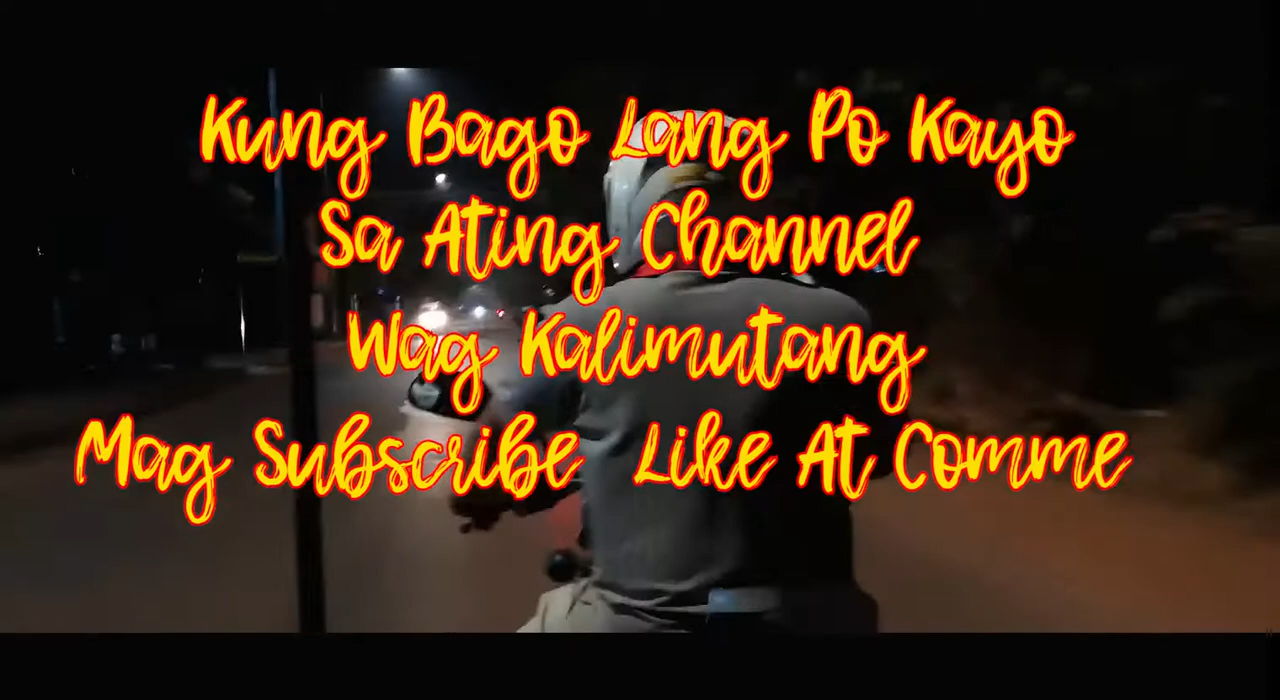 Kung Bago Lang Po Kayo
Sa Ating Channel
Wag Kalimutang
Mag Subscribe Like At Comme